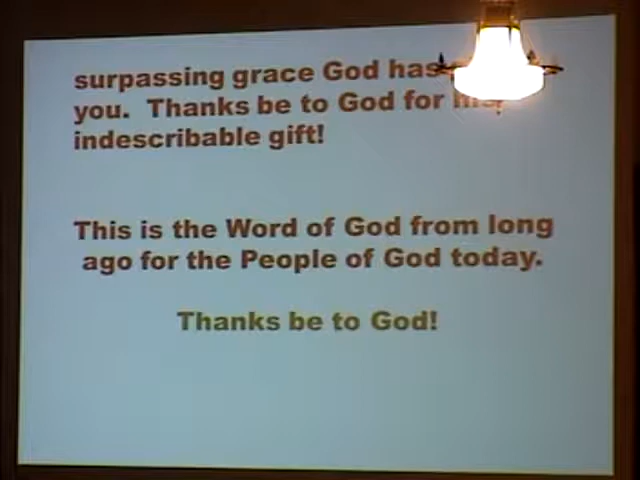 surpassing grace God has
you. Thanks be to God for
indescribable gift!
This is the Word of God from long
ago for the People of God today.
Thanks be to God!